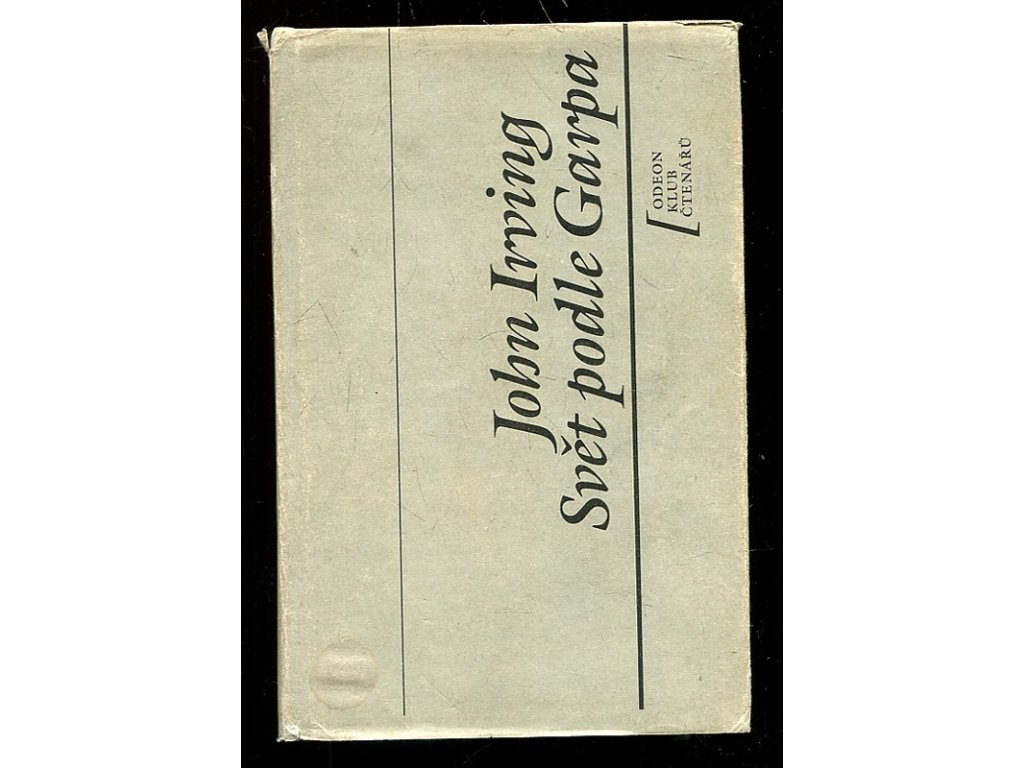 John Irving
Svět podle Garpa
ODEON
KLUB
ČTENÁŘŮ